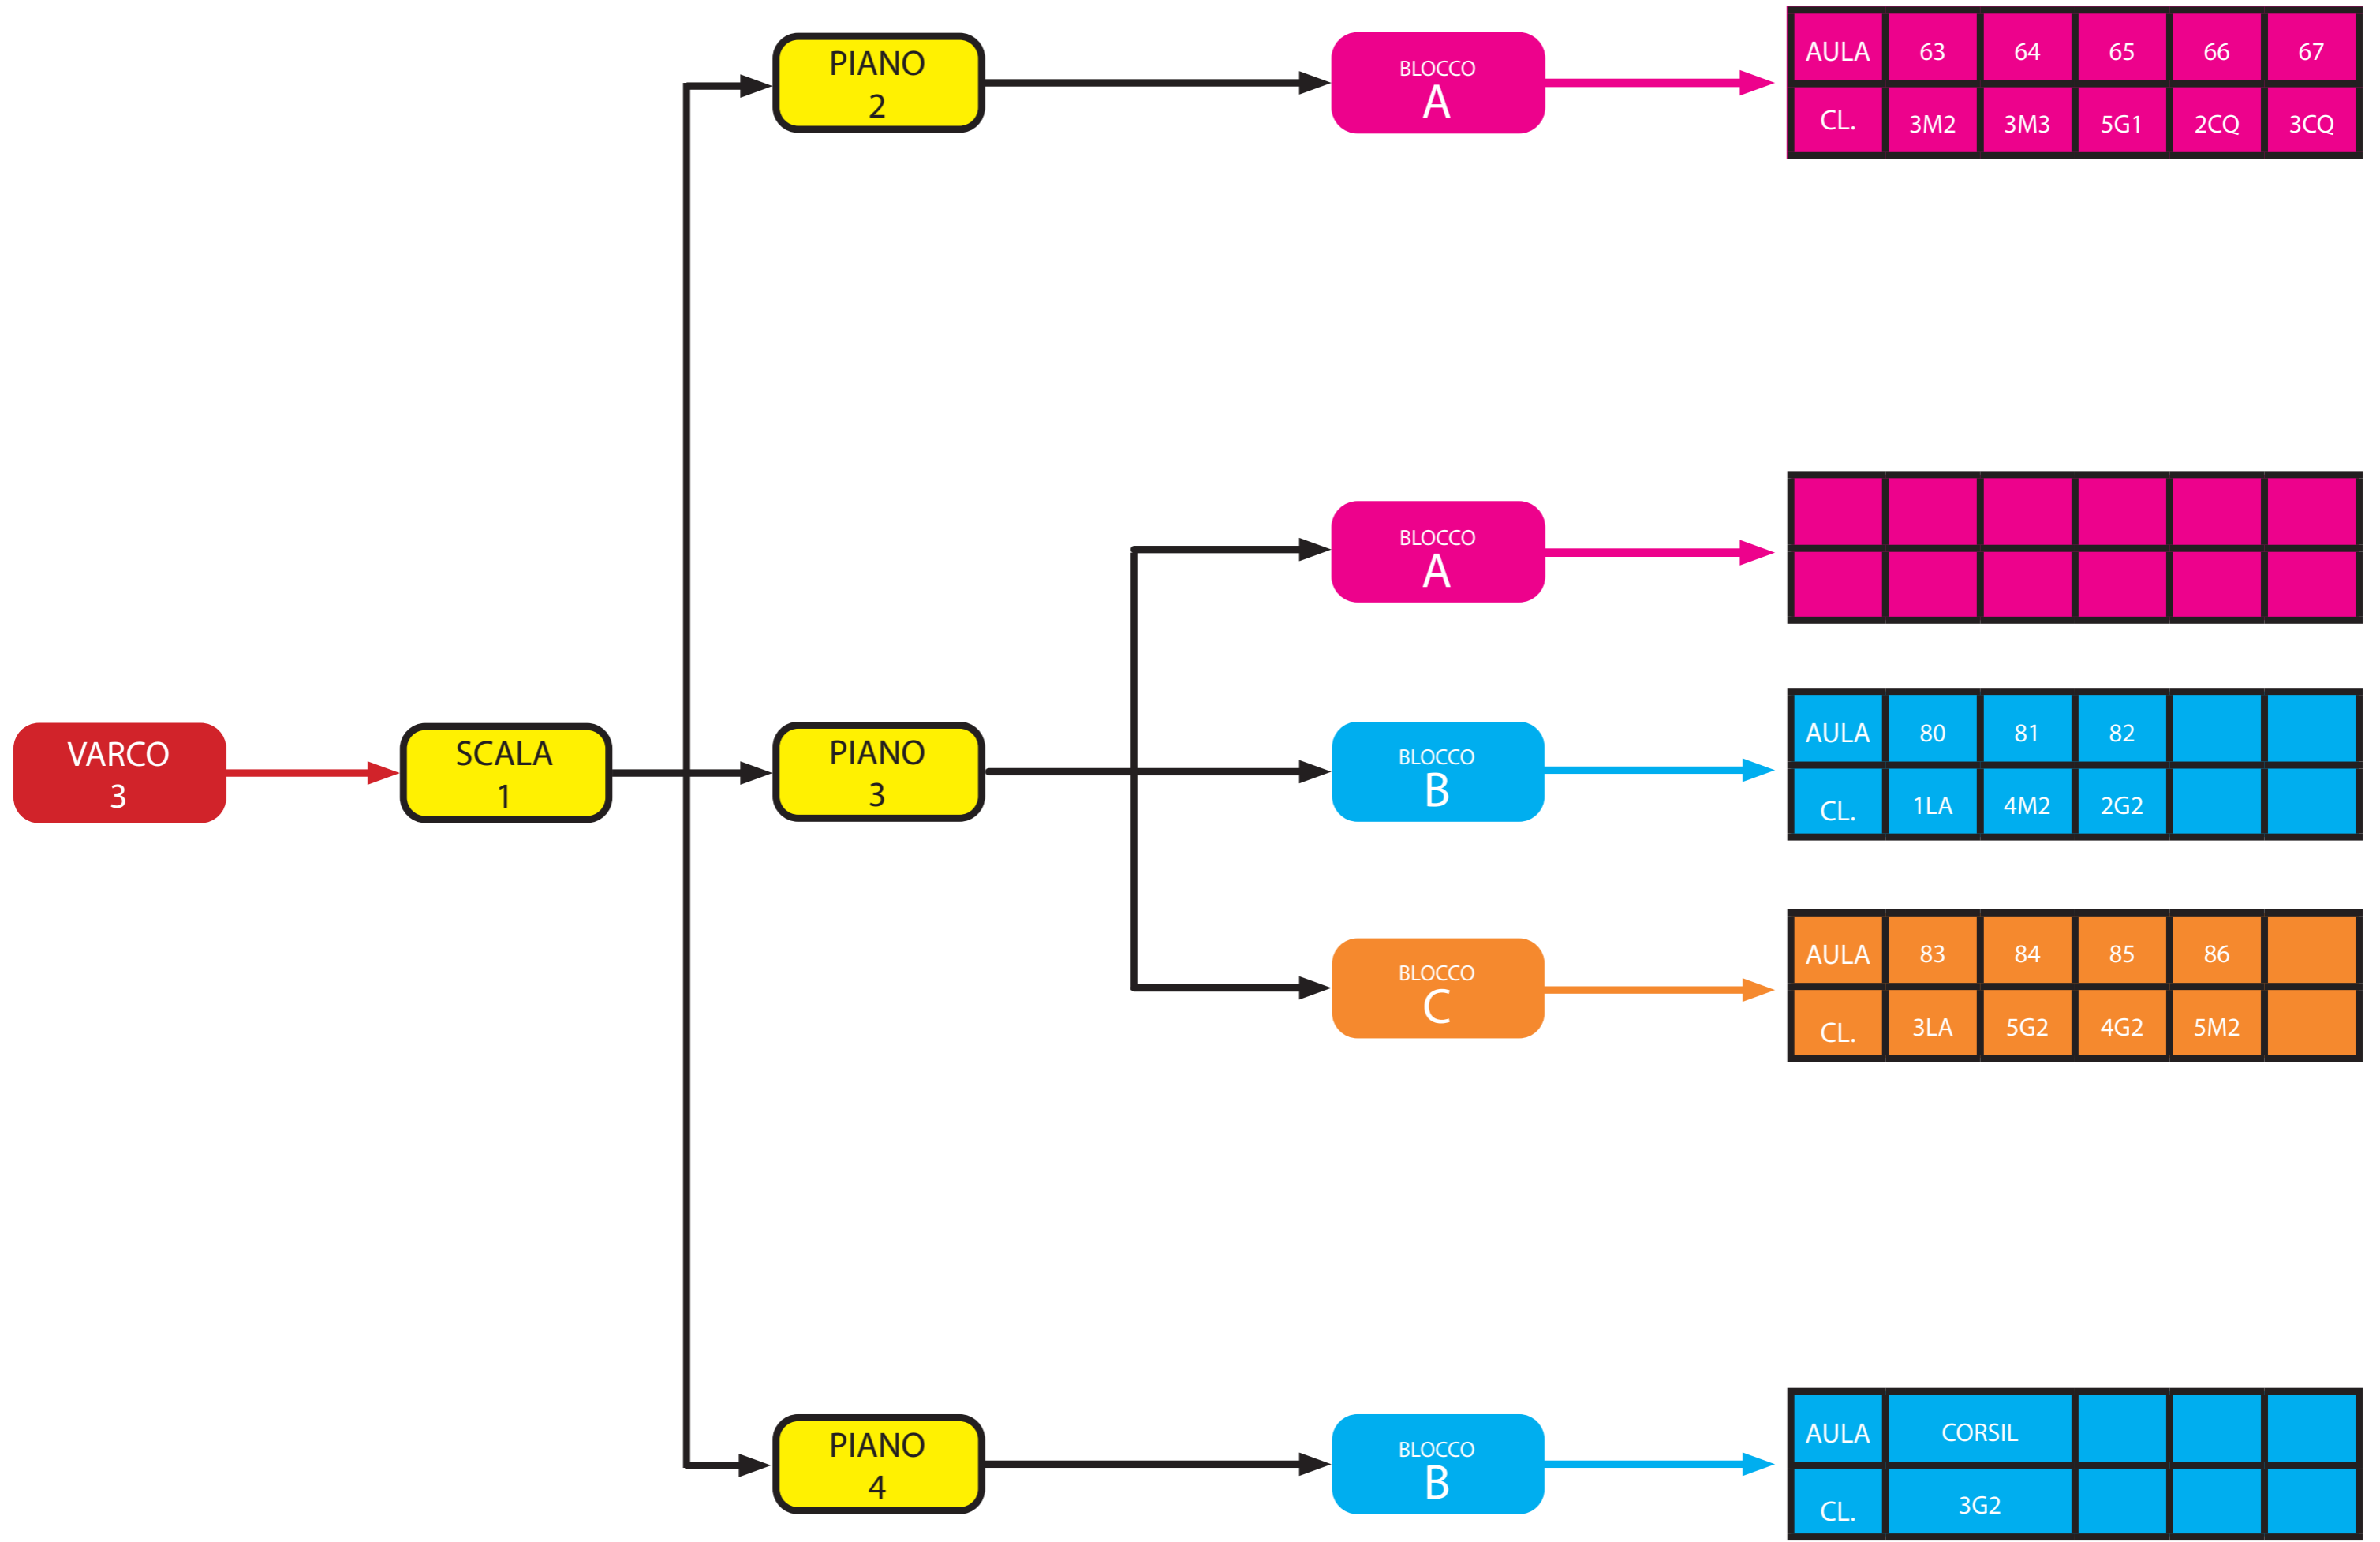 PIANO
2
BLOCCO
A
AULA 63 64 65 66 67
CL. 3M2 3M3 5G1 2CQ 3CQ
BLOCCO
A
VARCO
3
SCALA
1
PIANO
3
BLOCCO
B
AULA 80 81 82
CL. 1LA 4M2 2G2
BLOCCO
C
AULA 83 84 85 86
CL. 3LA 5G2 4G2 5M2
PIANO
4
BLOCCO
B
AULA CORSIL
CL. 3G2